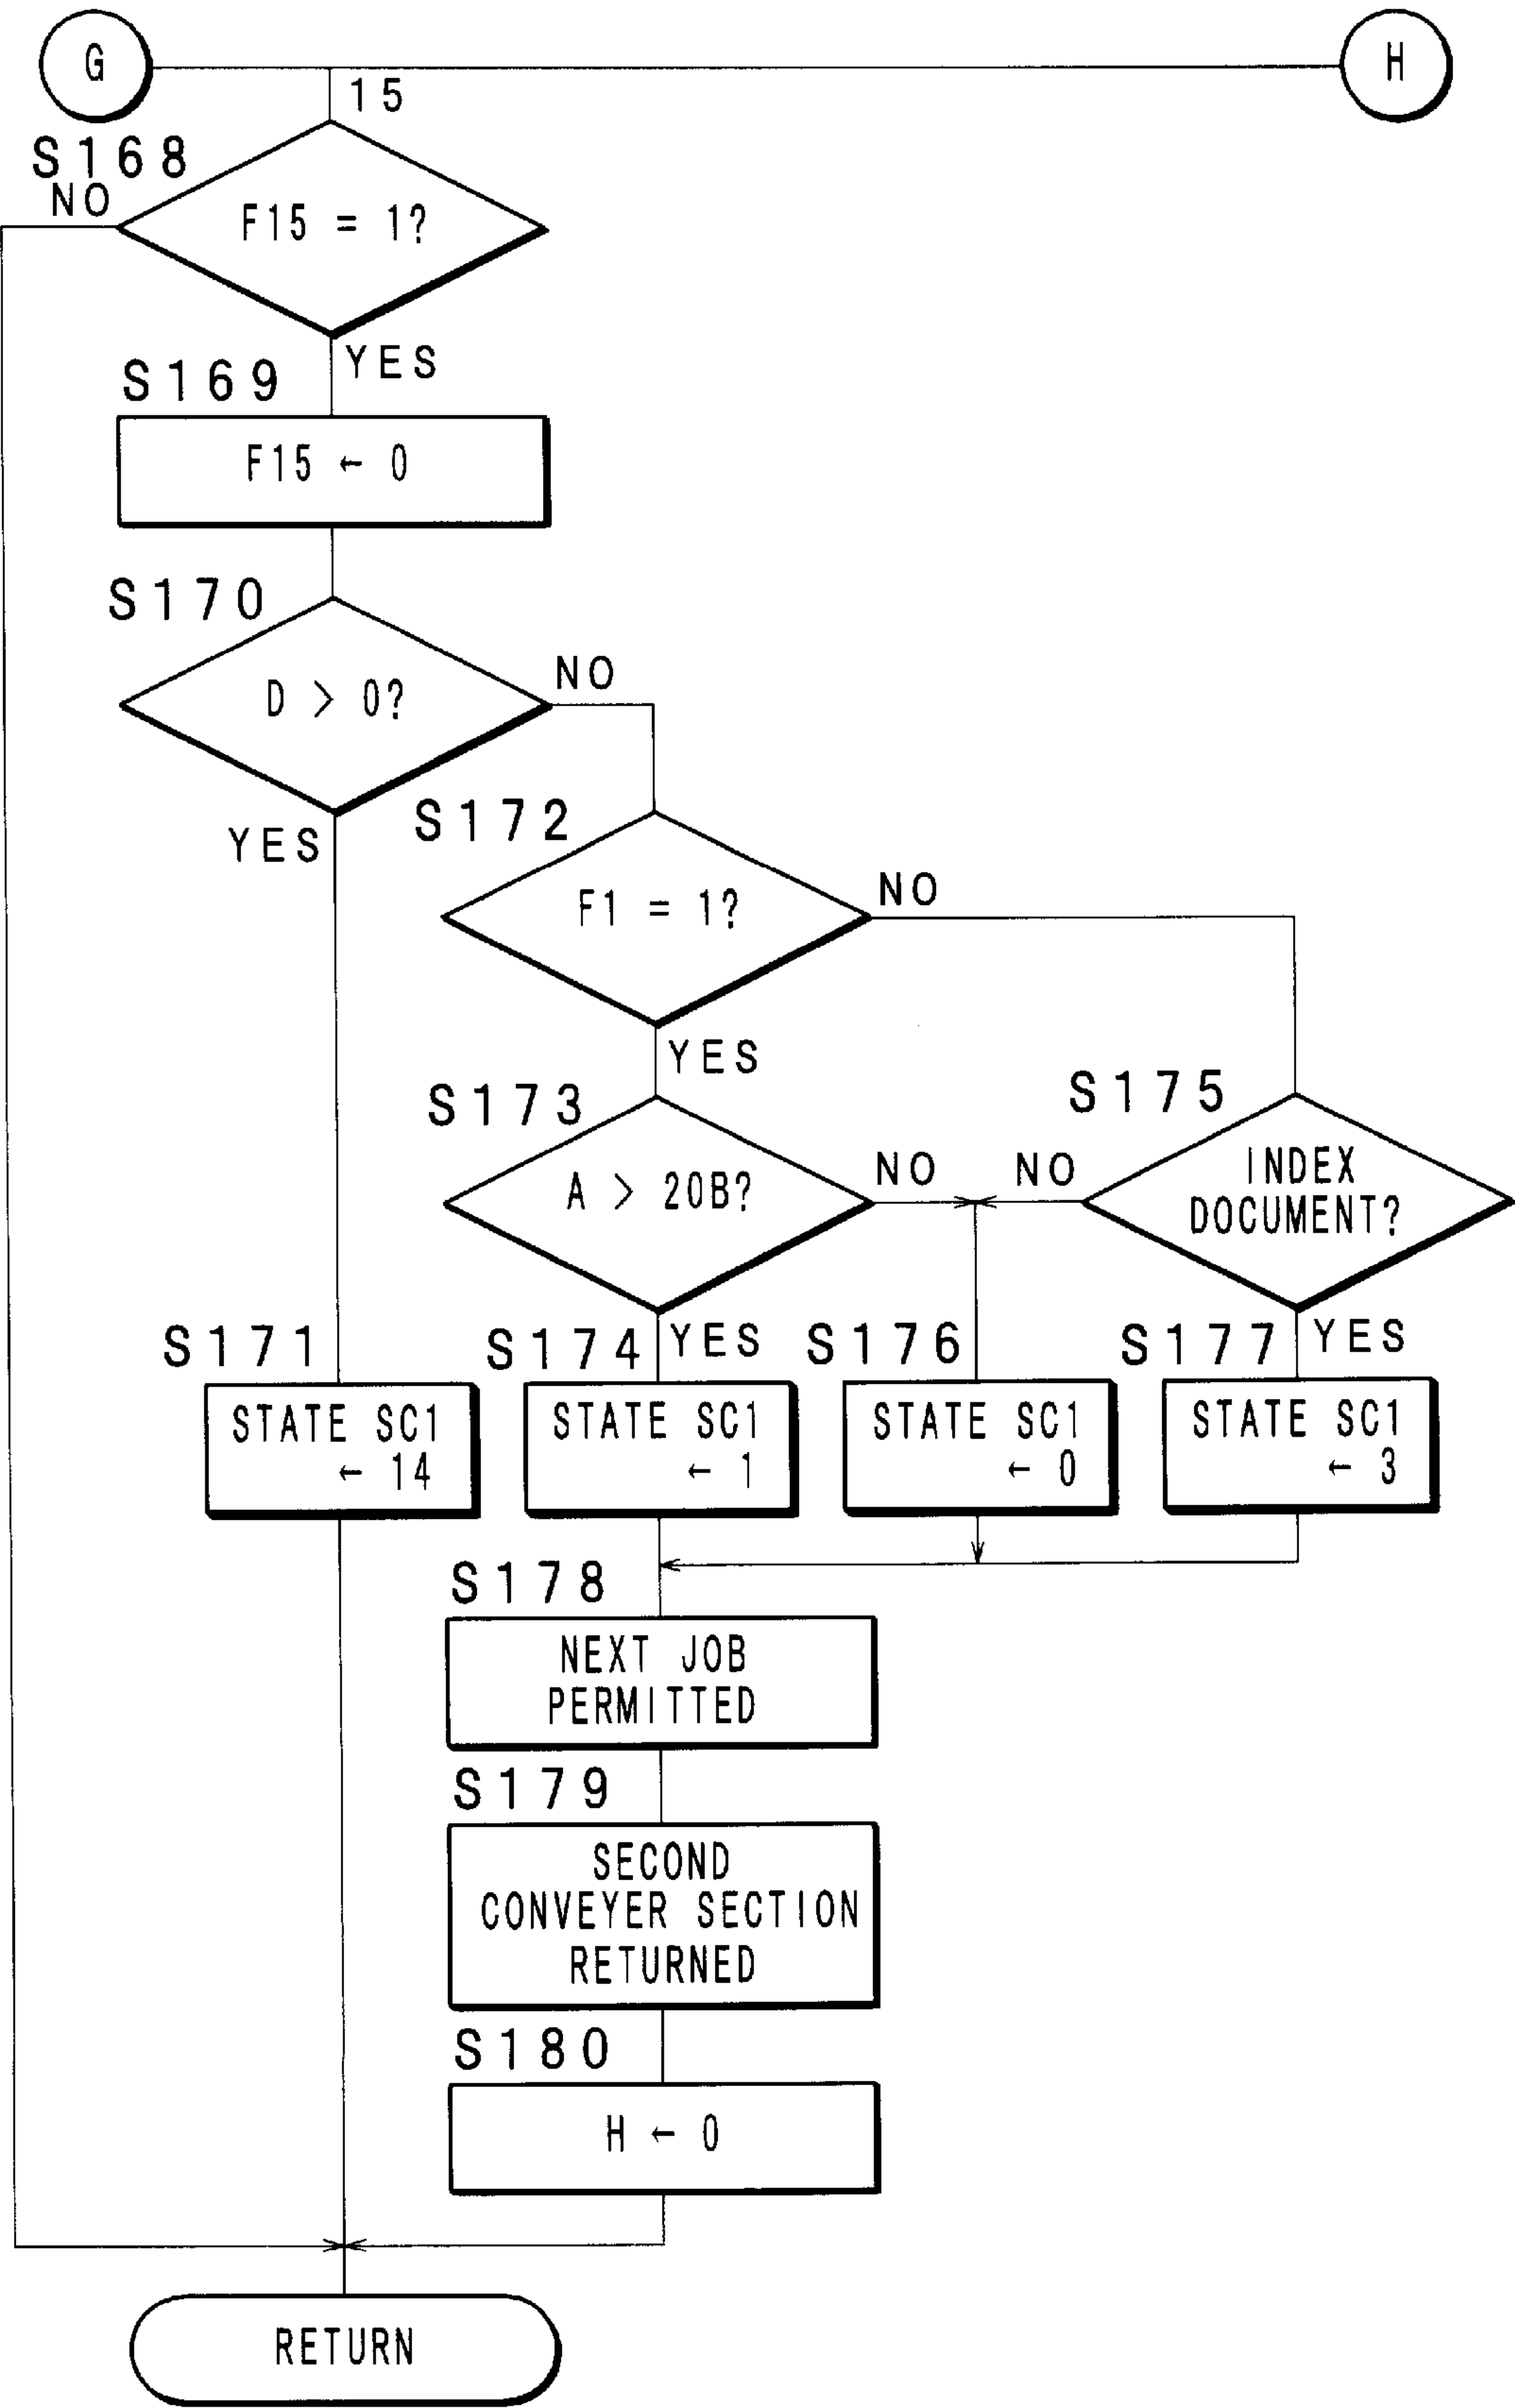 G
H
15
S168
NO
F15 = 1?
YES
S169
F15 ← 0
S170
D > 0?
NO
YES
S172
F1 = 1?
NO
YES
S173
A > 20B?
NO
S175
NO
INDEX
DOCUMENT?
S171
S174
YES
S176
S177
YES
STATE SC1
← 14
STATE SC1
← 1
STATE SC1
← 0
STATE SC1
← 3
S178
NEXT JOB
PERMITTED
S179
SECOND
CONVEYER SECTION
RETURNED
S180
H ← 0
RETURN